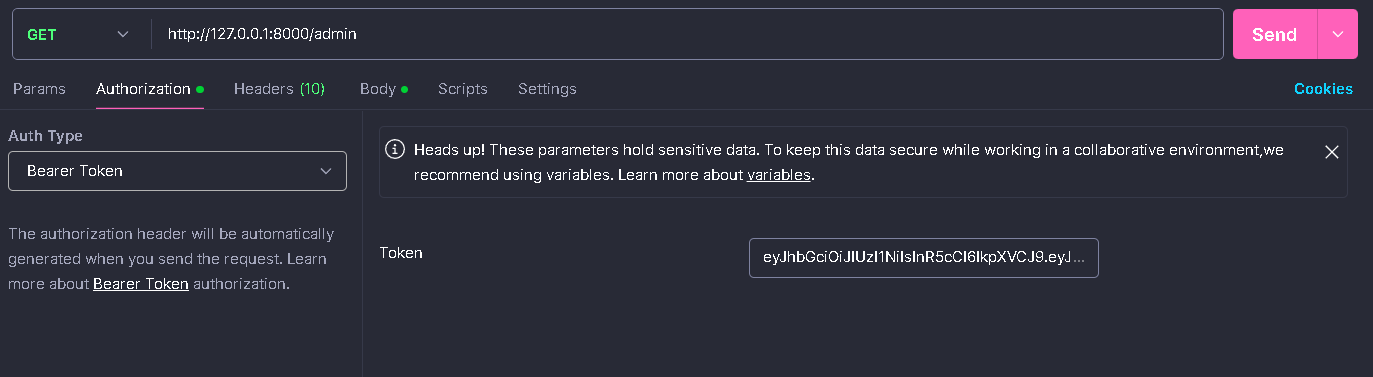 GET http://127.0.0.1:8000/admin Send
Params Authorization Headers (10) Body Scripts Settings Cookies
Auth Type
Bearer Token
The authorization header will be automatically
generated when you send the request. Learn
more about Bearer Token authorization.
Heads up! These parameters hold sensitive data. To keep this data secure while working in a collaborative environment,we
recommend using variables. Learn more about variables.
Token
eyJhbGciOiJIUzI1NiIsInR5cCI6IkpXVCJ9.eyJ...